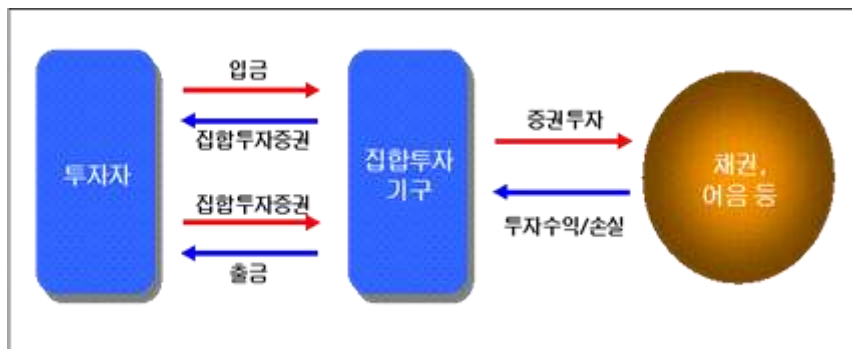 입금
집합투자증권
투자자
집합투자증권
출금
집합투자
기구
증권투자
투자수익/손실
채권,
어음 등